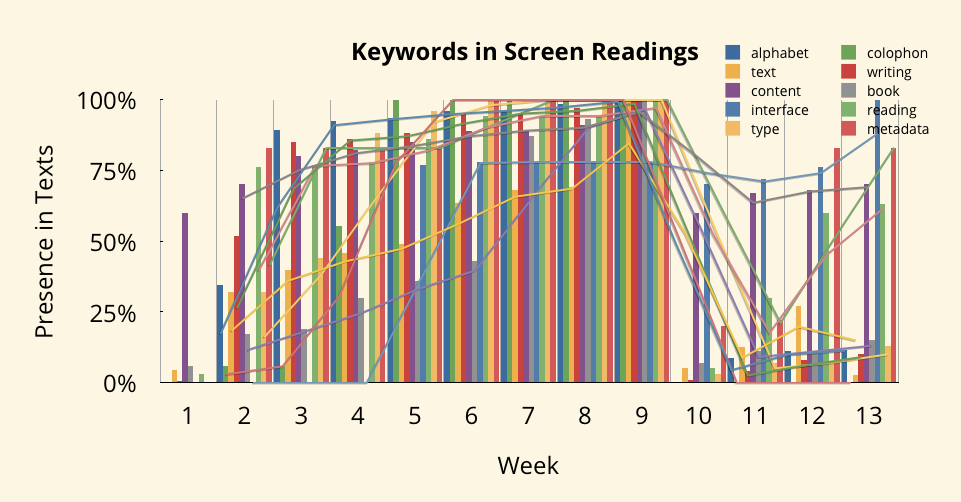 Keywords in Screen Readings
alphabet colophon
text writing
content book
interface reading
type metadata
Presence in Texts
100%
75%
50%
25%
0%
1 2 3 4 5 6 7 8 9 10 11 12 13
Week